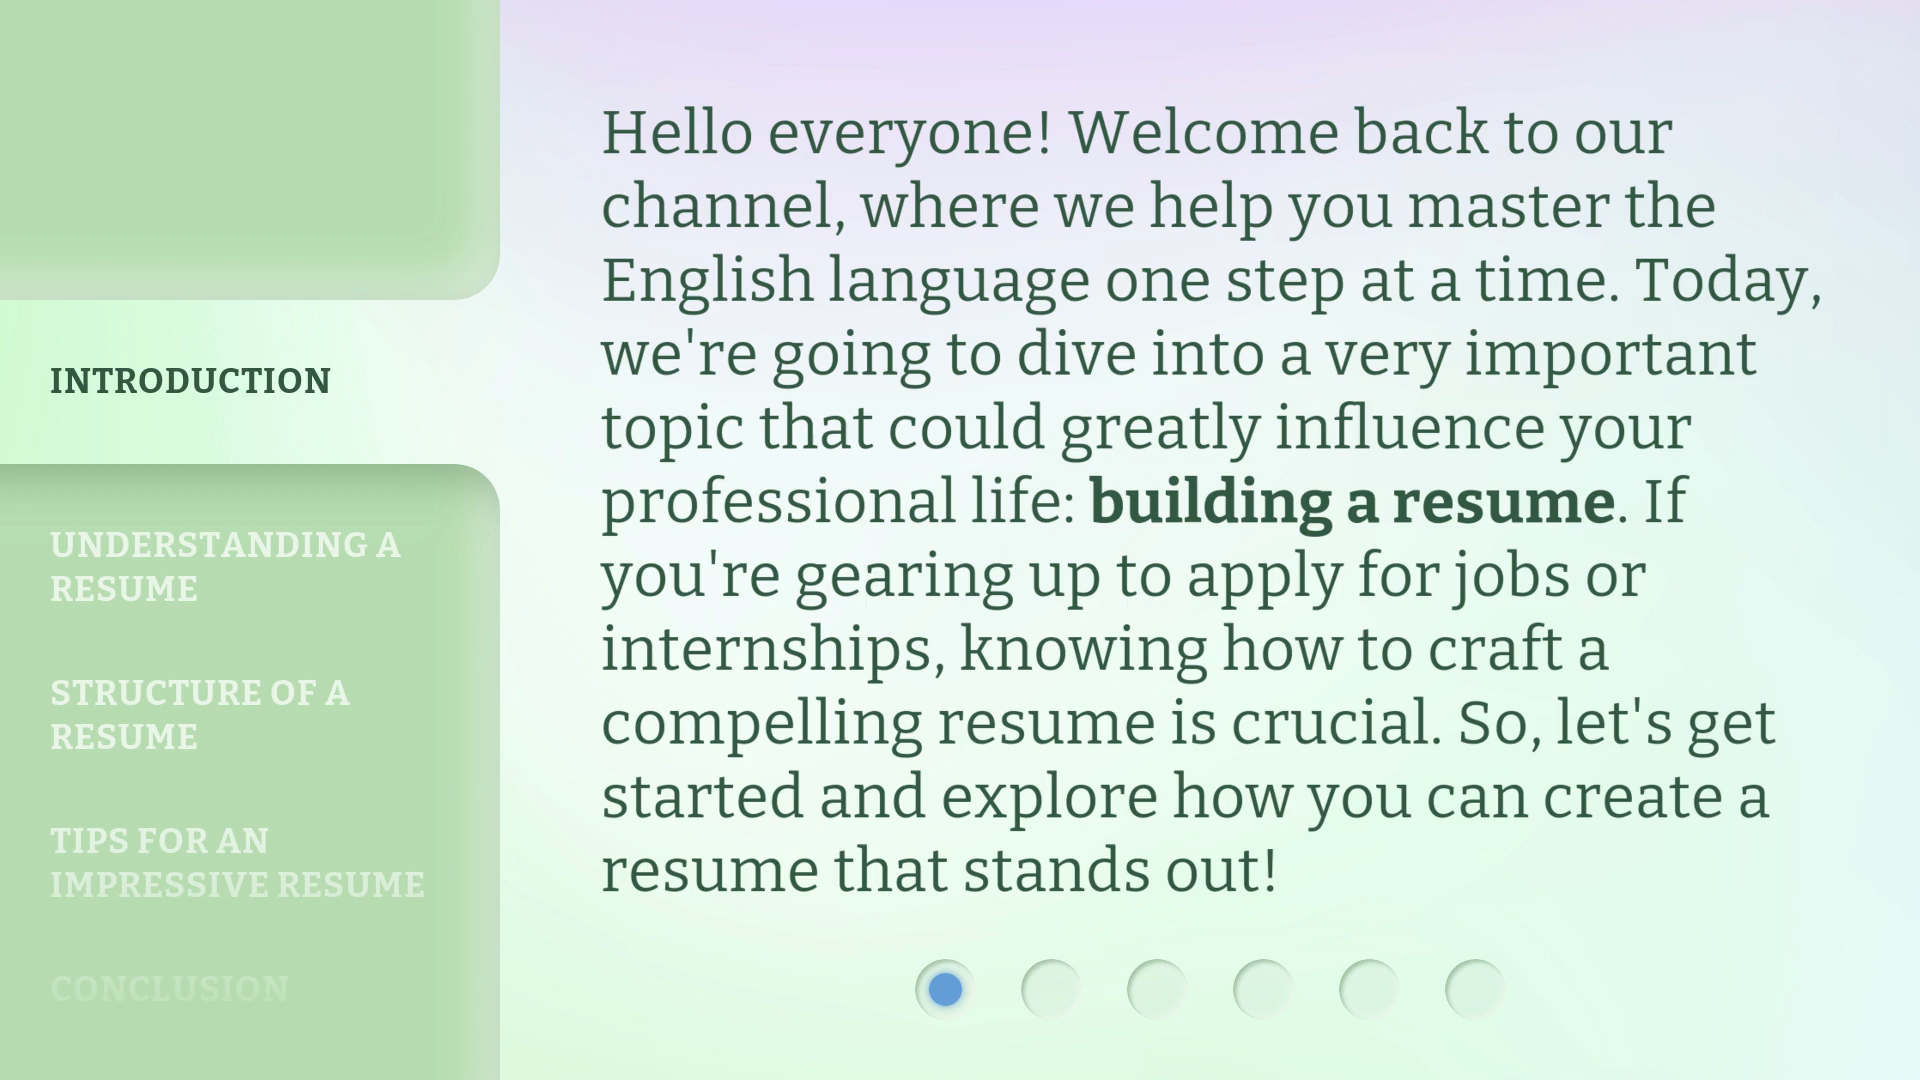 INTRODUCTION
UNDERSTANDING A
RESUME
STRUCTURE OF A
RESUME
TIPS FOR AN
IMPRESSIVE RESUME
CONCLUSION
Hello everyone! Welcome back to our
channel, where we help you master the
English language one step at a time. Today,
we're going to dive into a very important
topic that could greatly influence your
professional life: building a resume. If
you're gearing up to apply for jobs or
internships, knowing how to craft a
compelling resume is crucial. So, let's get
started and explore how you can create a
resume that stands out!